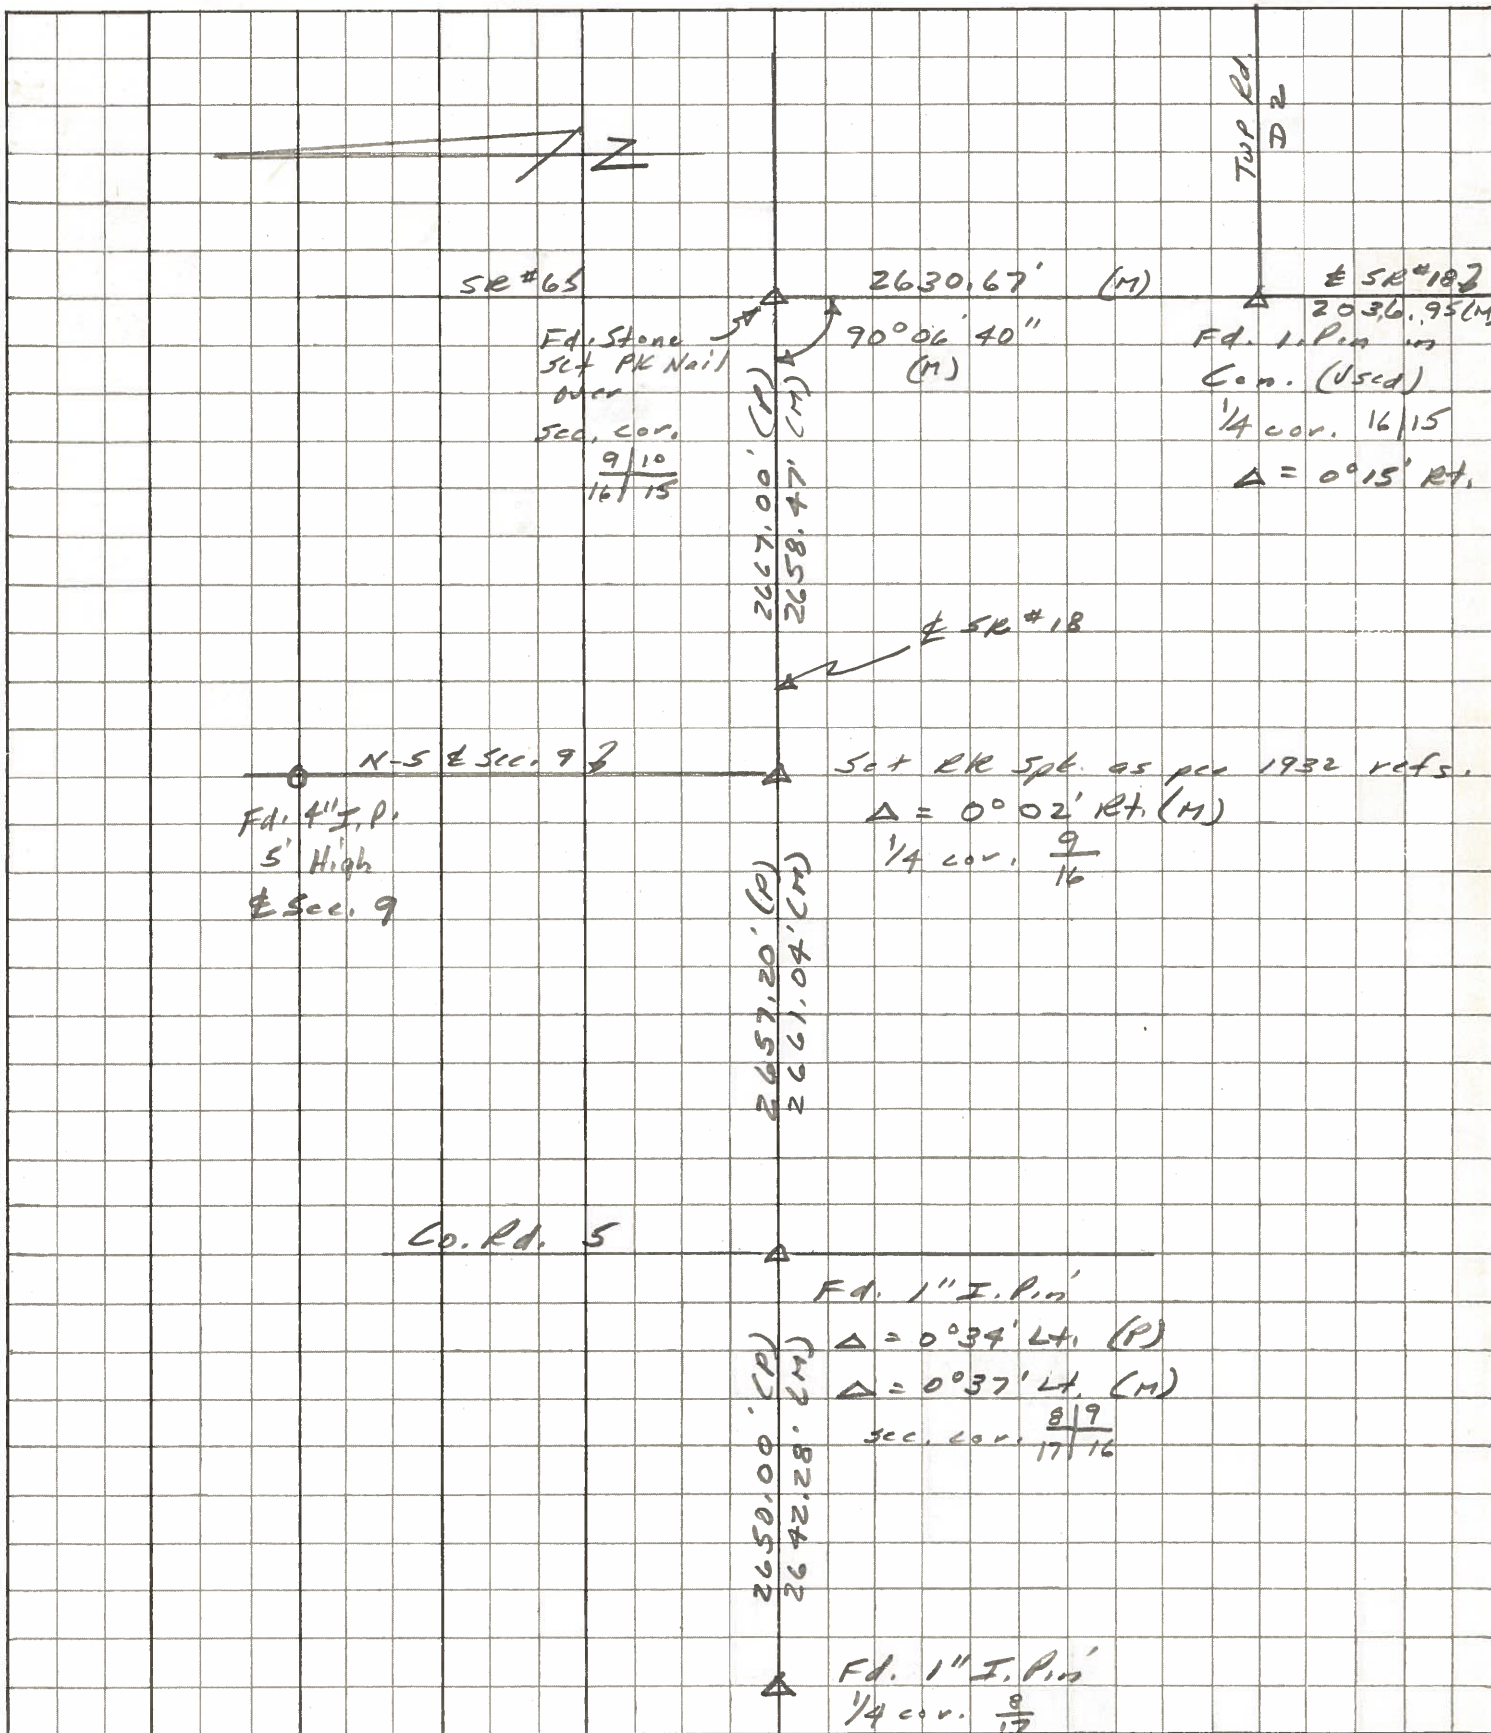 Twp Rd.
D 2
N
SR #65
2630.67' (M)
℄ SR #18
2036.95 (M)
Fd. Stone
Set PK Nail
over
sec. cor.
9 | 10
16 | 15
90° 06' 40"
(M)
Fd. I. Pin in
Con. (Used)
1/4 cor. 16 | 15
Δ = 0° 15' Rt.
2667.00' (P)
2658.47' (M)
℄ SR #18
N-S ℄ Sec. 9
Set RR Spk. as per 1932 refs.
Δ = 0° 02' Rt. (M)
1/4 cor. 9/16
Fd. 4" I.P.
5' High
℄ Sec. 9
2657.20' (P)
2661.04' (M)
Co. Rd. 5
Fd. 1" I. Pin
Δ = 0° 34' Lt. (P)
Δ = 0° 37' Lt. (M)
sec. cor. 8 | 9
17 | 16
2650.00' (P)
2642.28' (M)
Fd. 1" I. Pin
1/4 cor. 8/17